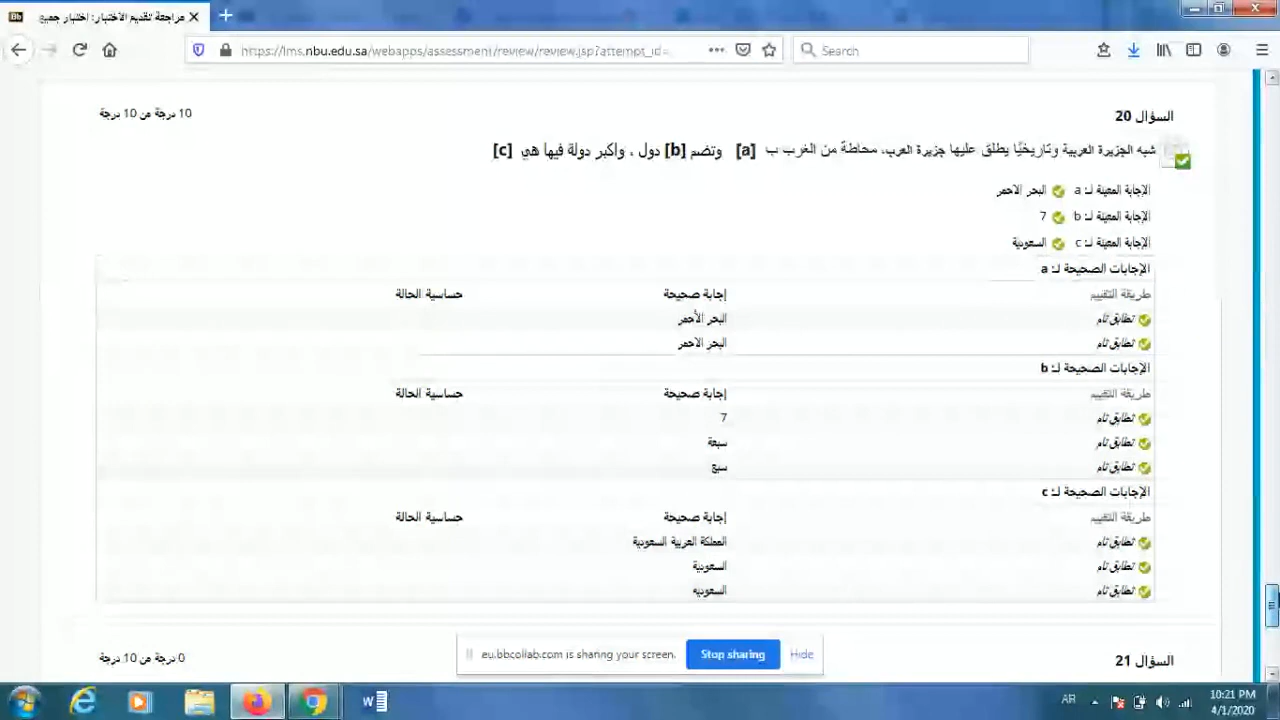 مراجعة تقديم الاختبار: اختبار جميع
https://lms.nbu.edu.sa/webapps/assessment/review/review.jsp?attempt_id=
Search
السؤال 20
10 درجة من 10 درجة
شبه الجزيرة العربية وتاريخيًا يطلق عليها جزيرة العرب، محاطة من الغرب ب [a] وتضم [b] دول ، واكبر دولة فيها هي [c]
الإجابة المعينة لـ: a البحر الاحمر
الإجابة المعينة لـ: b 7
الإجابة المعينة لـ: c السعودية
الإجابات الصحيحة لـ: a
طريقة التقييم إجابة صحيحة حساسية الحالة
تطابق تام البحر الأحمر
تطابق تام البحر الاحمر
الإجابات الصحيحة لـ: b
طريقة التقييم إجابة صحيحة حساسية الحالة
تطابق تام 7
تطابق تام سبعة
تطابق تام سبع
الإجابات الصحيحة لـ: c
طريقة التقييم إجابة صحيحة حساسية الحالة
تطابق تام المملكة العربية السعودية
تطابق تام السعودية
تطابق تام السعوديه
eu.bbcollab.com is sharing your screen. Stop sharing Hide
السؤال 21
0 درجة من 10 درجة
AR
10:21 PM
4/1/2020